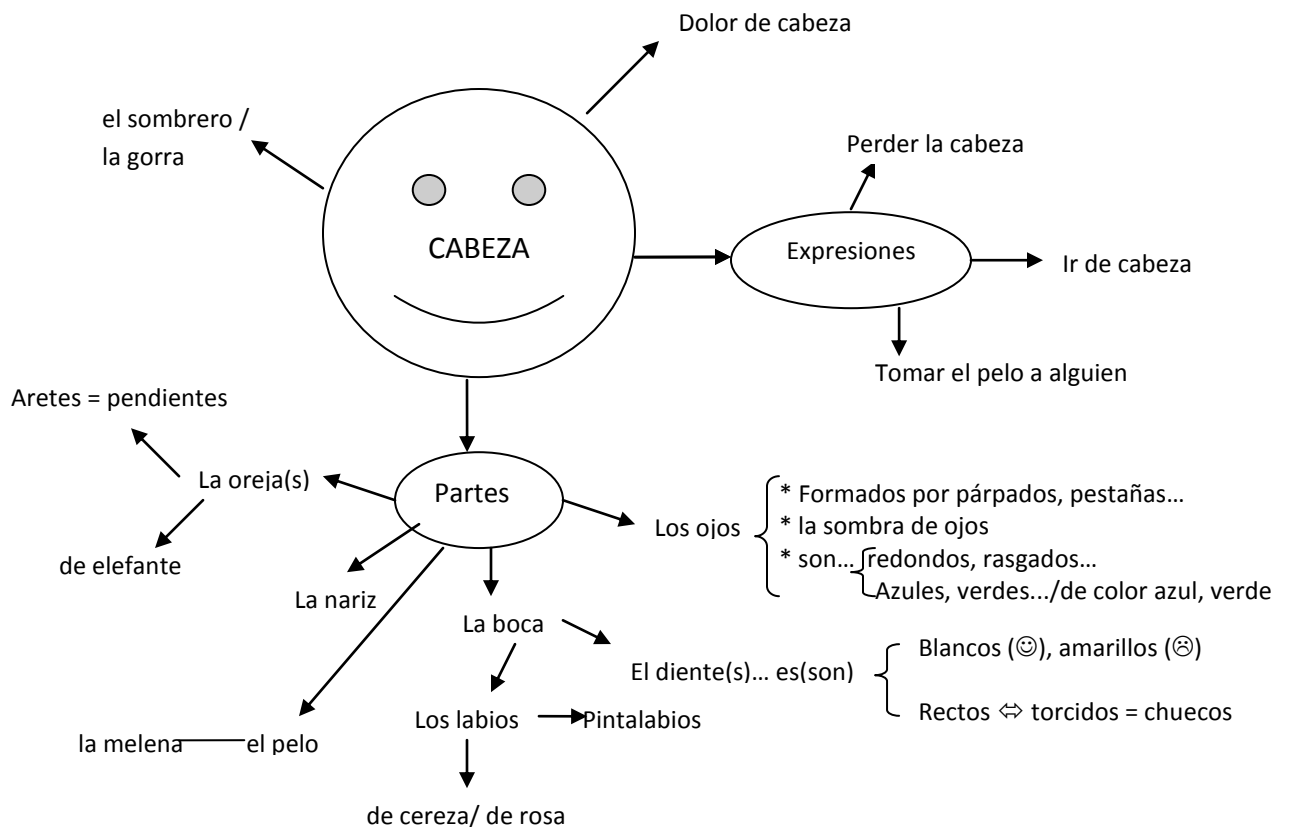 Dolor de cabeza
el sombrero /
la gorra
Perder la cabeza
CABEZA
Expresiones
Ir de cabeza
Tomar el pelo a alguien
Aretes = pendientes
La oreja(s)
Partes
de elefante
Los ojos
* Formados por párpados, pestañas...
* la sombra de ojos
* son... redondos, rasgados...
Azules, verdes.../de color azul, verde
La nariz
La boca
El diente(s)... es(son)
Blancos (☺), amarillos (☹)
Rectos ⇔ torcidos = chuecos
Los labios
Pintalabios
la melena
el pelo
de cereza/ de rosa